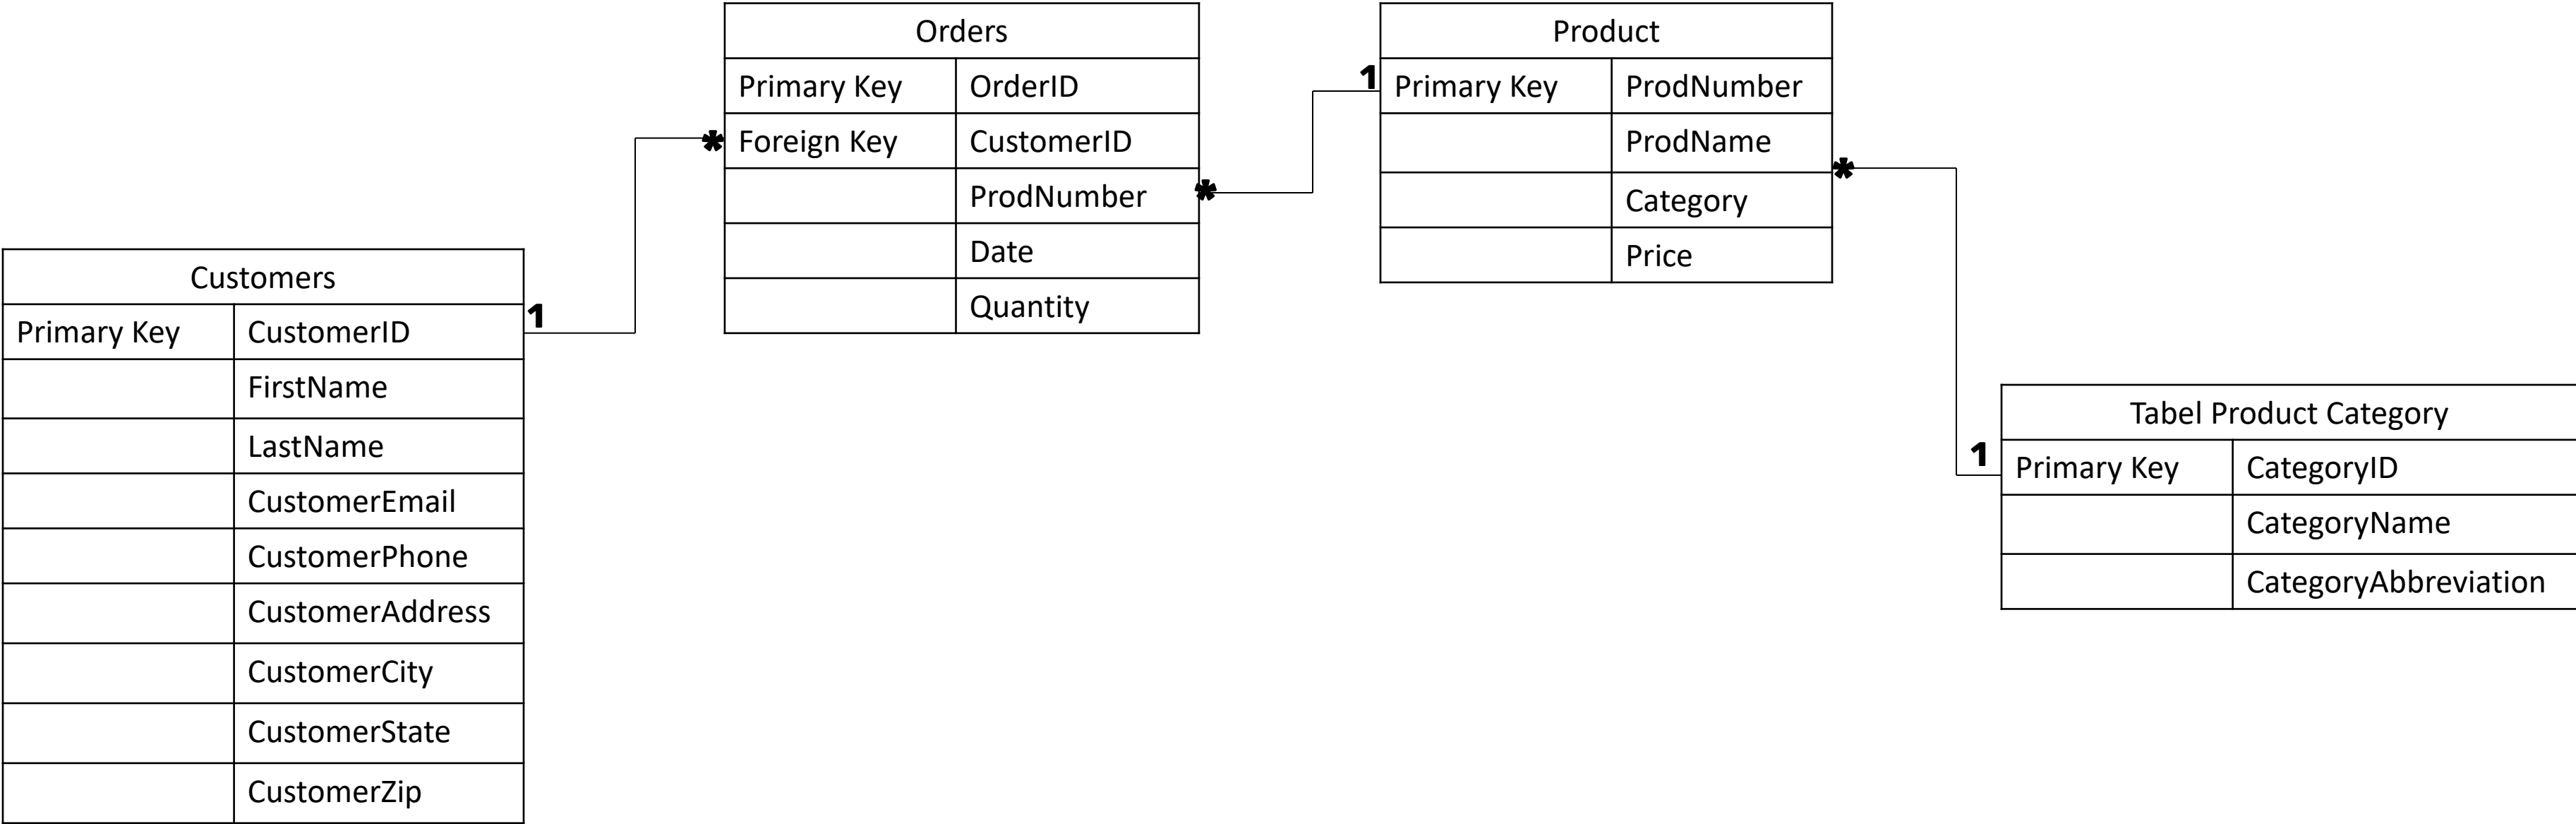 Customers
Primary Key CustomerID
FirstName
LastName
CustomerEmail
CustomerPhone
CustomerAddress
CustomerCity
CustomerState
CustomerZip
1
*
Orders
Primary Key OrderID
Foreign Key CustomerID
ProdNumber
Date
Quantity
*
1
Product
Primary Key ProdNumber
ProdName
Category
Price
*
1
Tabel Product Category
Primary Key CategoryID
CategoryName
CategoryAbbreviation